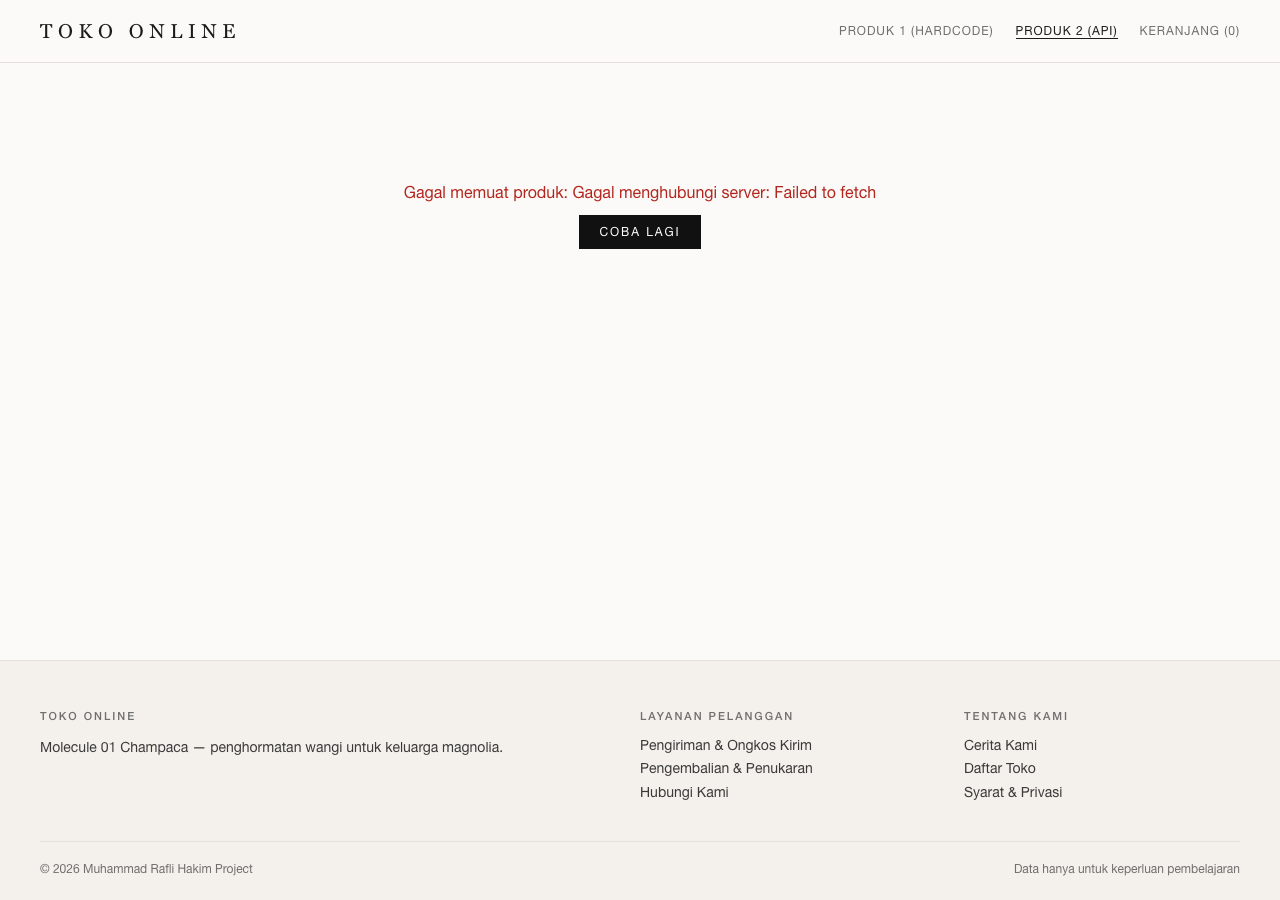 TOKO ONLINE
PRODUK 1 (HARDCODE)
PRODUK 2 (API)
KERANJANG (0)
Gagal memuat produk: Gagal menghubungi server: Failed to fetch
COBA LAGI
TOKO ONLINE
Molecule 01 Champaca — penghormatan wangi untuk keluarga magnolia.
LAYANAN PELANGGAN
Pengiriman & Ongkos Kirim
Pengembalian & Penukaran
Hubungi Kami
TENTANG KAMI
Cerita Kami
Daftar Toko
Syarat & Privasi
© 2026 Muhammad Rafli Hakim Project
Data hanya untuk keperluan pembelajaran